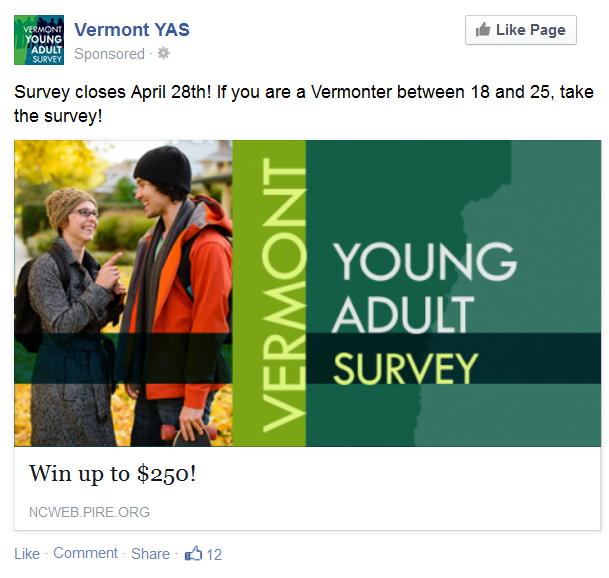 VERMONT
YOUNG
ADULT
SURVEY
Vermont YAS
Sponsored ·
Like Page
Survey closes April 28th! If you are a Vermonter between 18 and 25, take
the survey!
VERMONT
YOUNG
ADULT
SURVEY
Win up to $250!
NCWEB.PIRE.ORG
Like · Comment · Share · 12